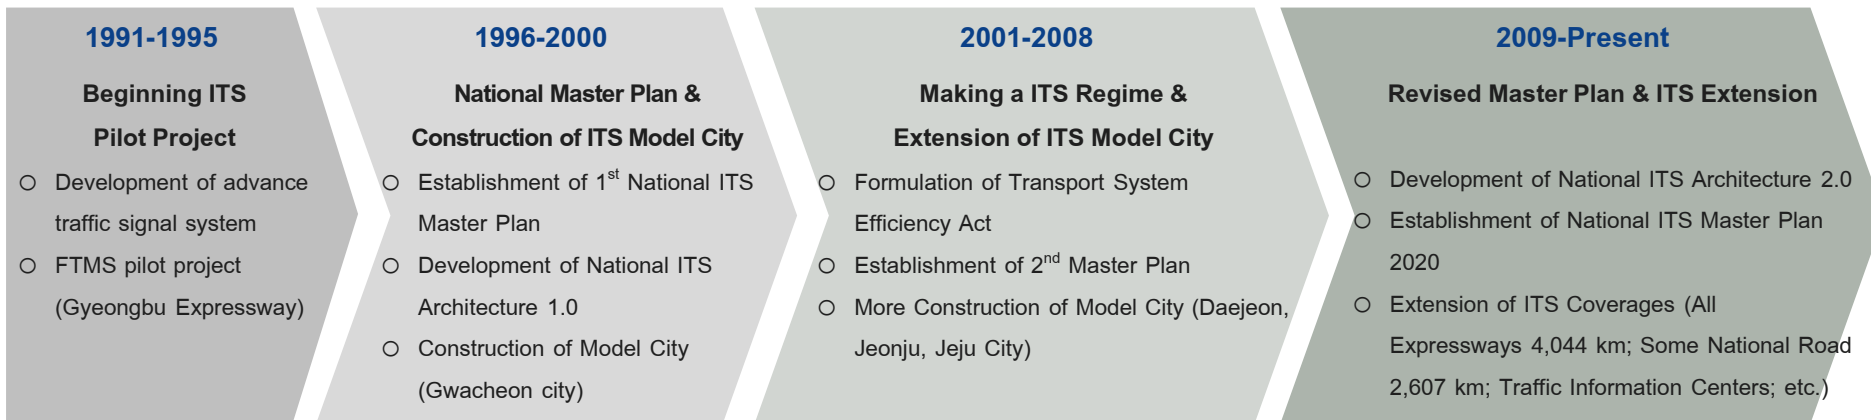 1991-1995
Beginning ITS
Pilot Project
○ Development of advance
traffic signal system
○ FTMS pilot project
(Gyeongbu Expressway)
1996-2000
National Master Plan &
Construction of ITS Model City
○ Establishment of 1st National ITS
Master Plan
○ Development of National ITS
Architecture 1.0
○ Construction of Model City
(Gwacheon city)
2001-2008
Making a ITS Regime &
Extension of ITS Model City
○ Formulation of Transport System
Efficiency Act
○ Establishment of 2nd Master Plan
○ More Construction of Model City (Daejeon,
Jeonju, Jeju City)
2009-Present
Revised Master Plan & ITS Extension
○ Development of National ITS Architecture 2.0
○ Establishment of National ITS Master Plan
2020
○ Extension of ITS Coverages (All
Expressways 4,044 km; Some National Road
2,607 km; Traffic Information Centers; etc.)